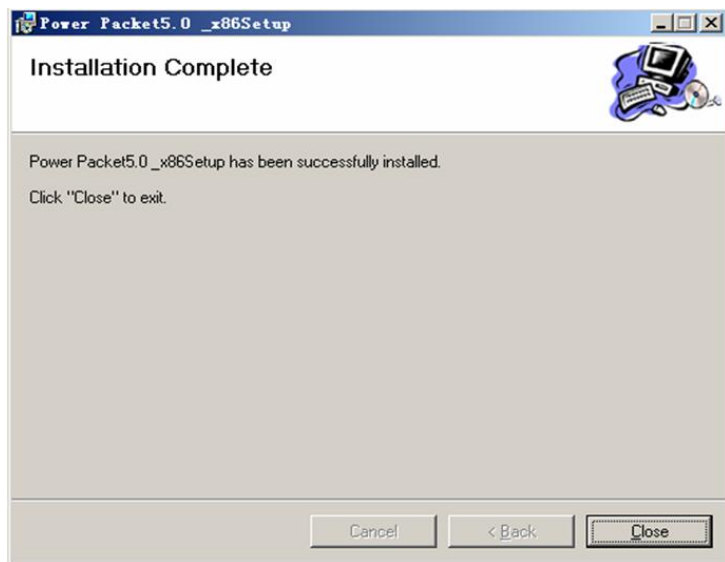 Power Packet5.0 _x86Setup
Installation Complete
Power Packet5.0 _x86Setup has been successfully installed.
Click "Close" to exit.
Cancel
< Back
Close